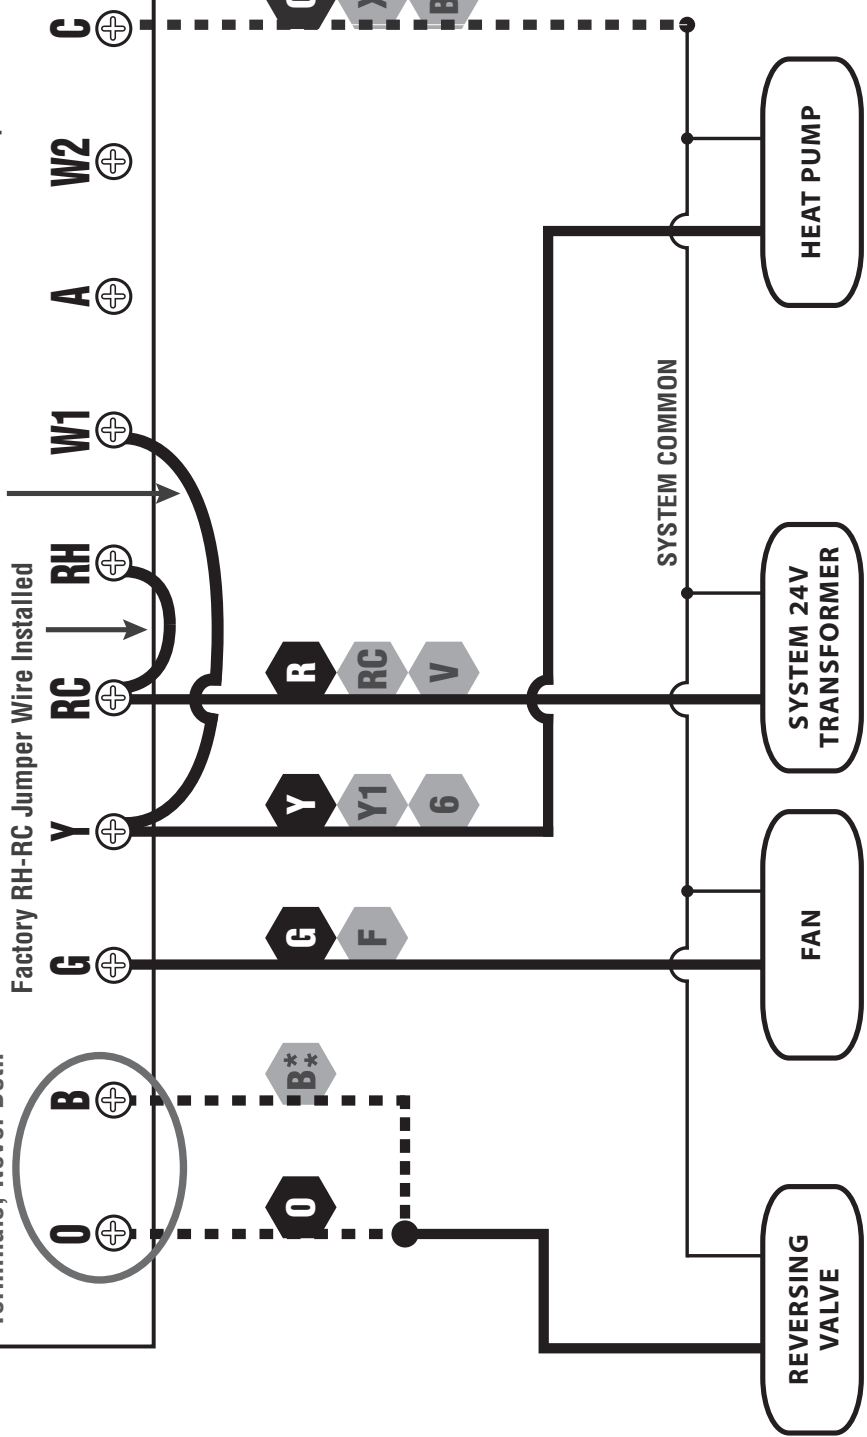 Factory RH-RC Jumper Wire Installed
O B G Y RC RH W1 A W2 C
O B** G Y R
F Y1 RC
6 V
SYSTEM COMMON
REVERSING
VALVE
FAN
SYSTEM 24V
TRANSFORMER
HEAT PUMP